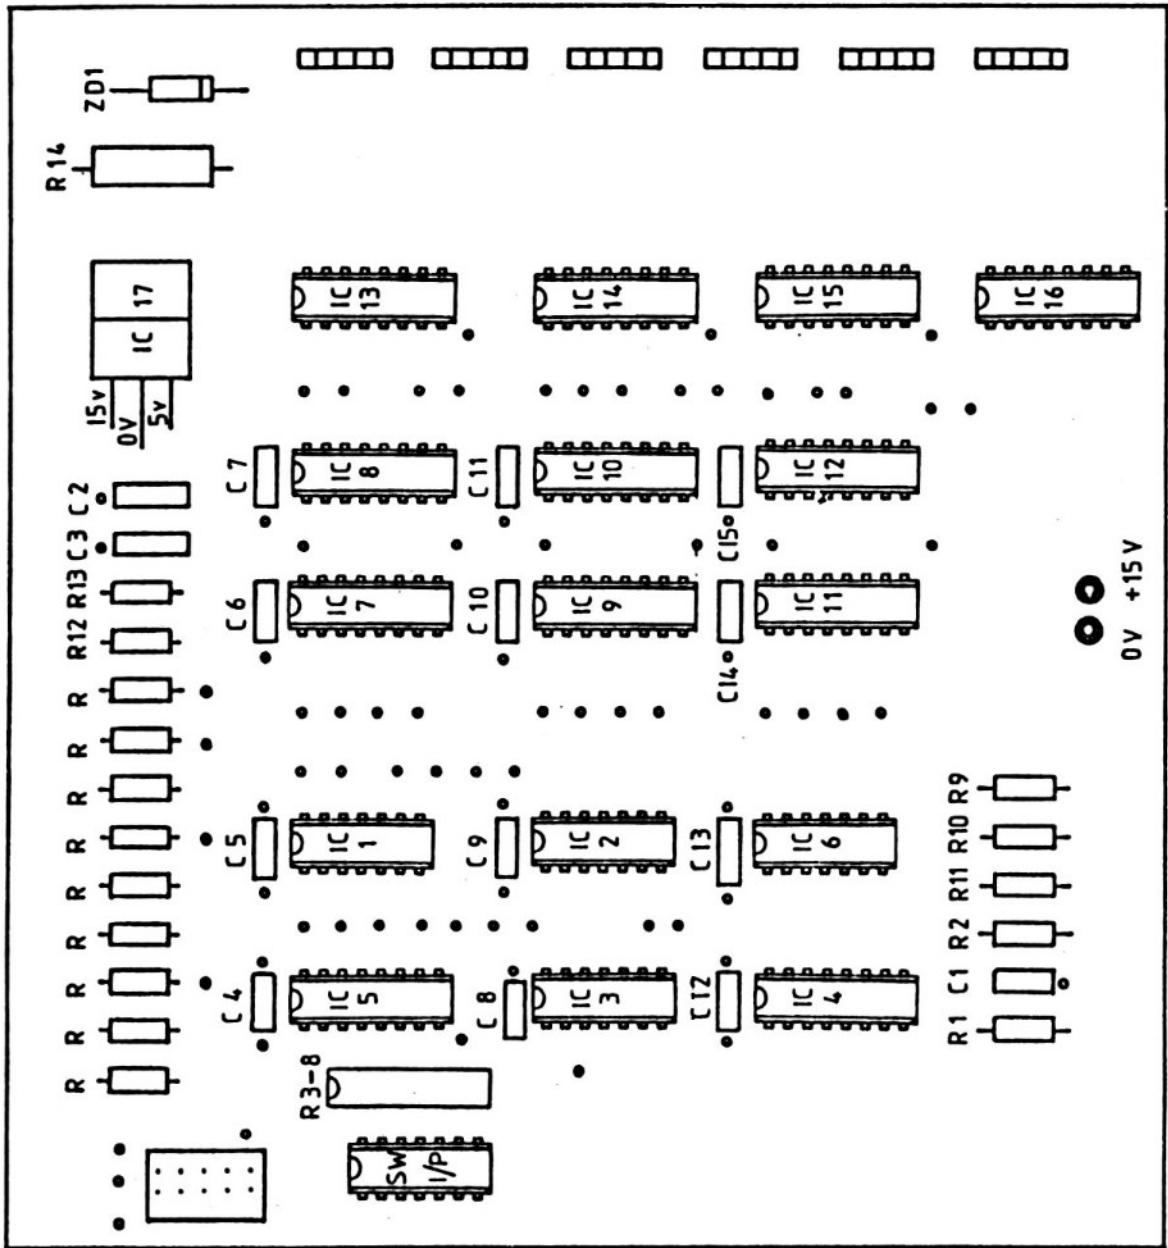 ZD1
R14
IC 17
15v
0V
5v
IC 13
IC 14
IC 15
IC 16
C2
C7
IC 8
C11
IC 10
C15
IC 12
C3
R13
C6
IC 7
C10
IC 9
C14
IC 11
0V +15V
R12
R
R
R
R
R
R
R
R
R
C5
IC 1
C9
IC 2
C13
IC 6
R9
R10
R11
R2
C1
R1
C4
IC 5
C8
IC 3
C12
IC 4
R3-8
SW I/P